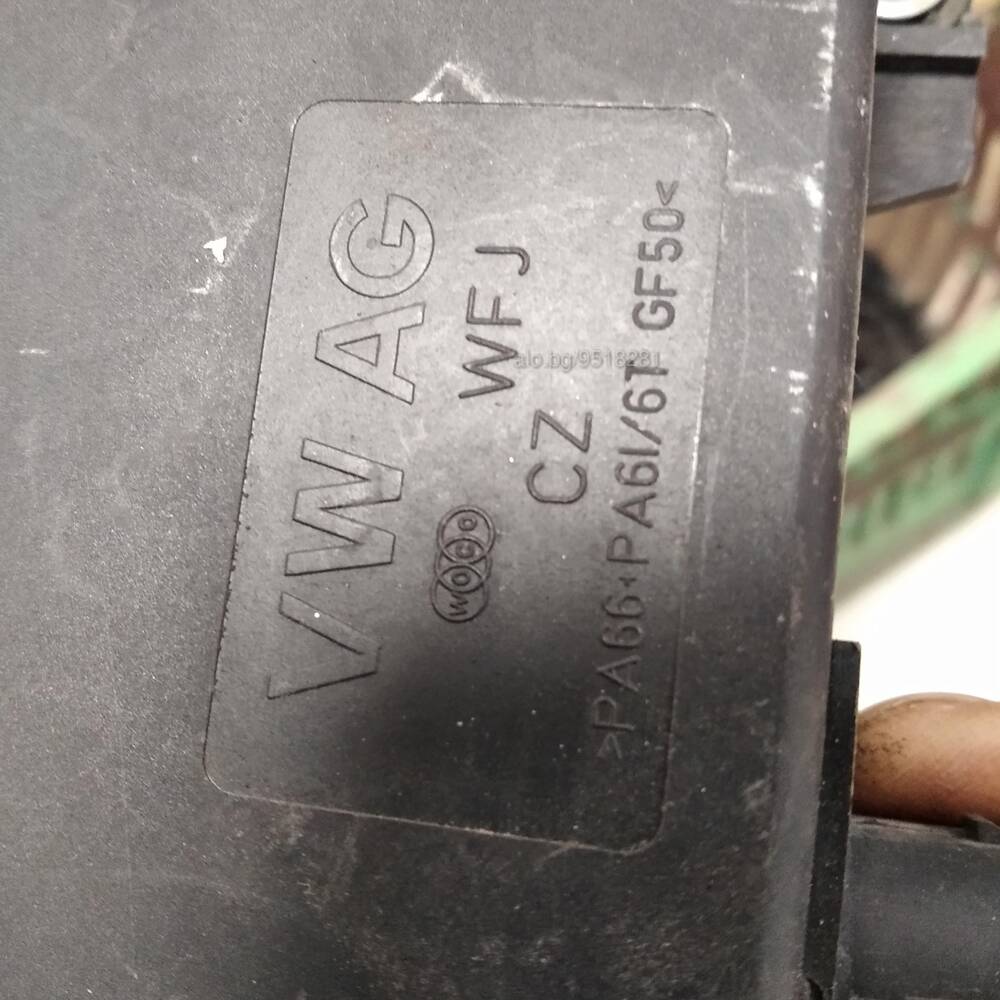 VW AG
WFJ
woco
CZ
>PA66+PA6I/6T GF50<
alo.bg/9518281